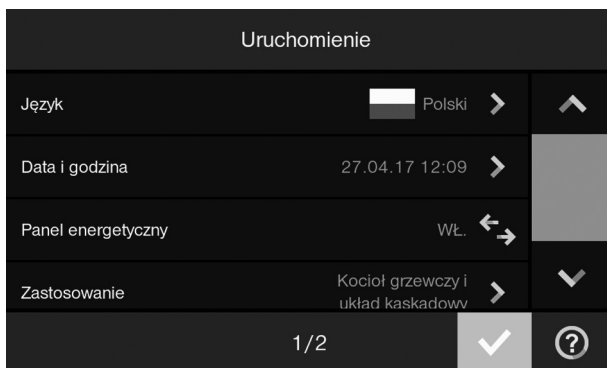 Uruchomienie
Język Polski
Data i godzina 27.04.17 12:09
Panel energetyczny WŁ.
Zastosowanie Kocioł grzewczy i
układ kaskadowy
1/2
?